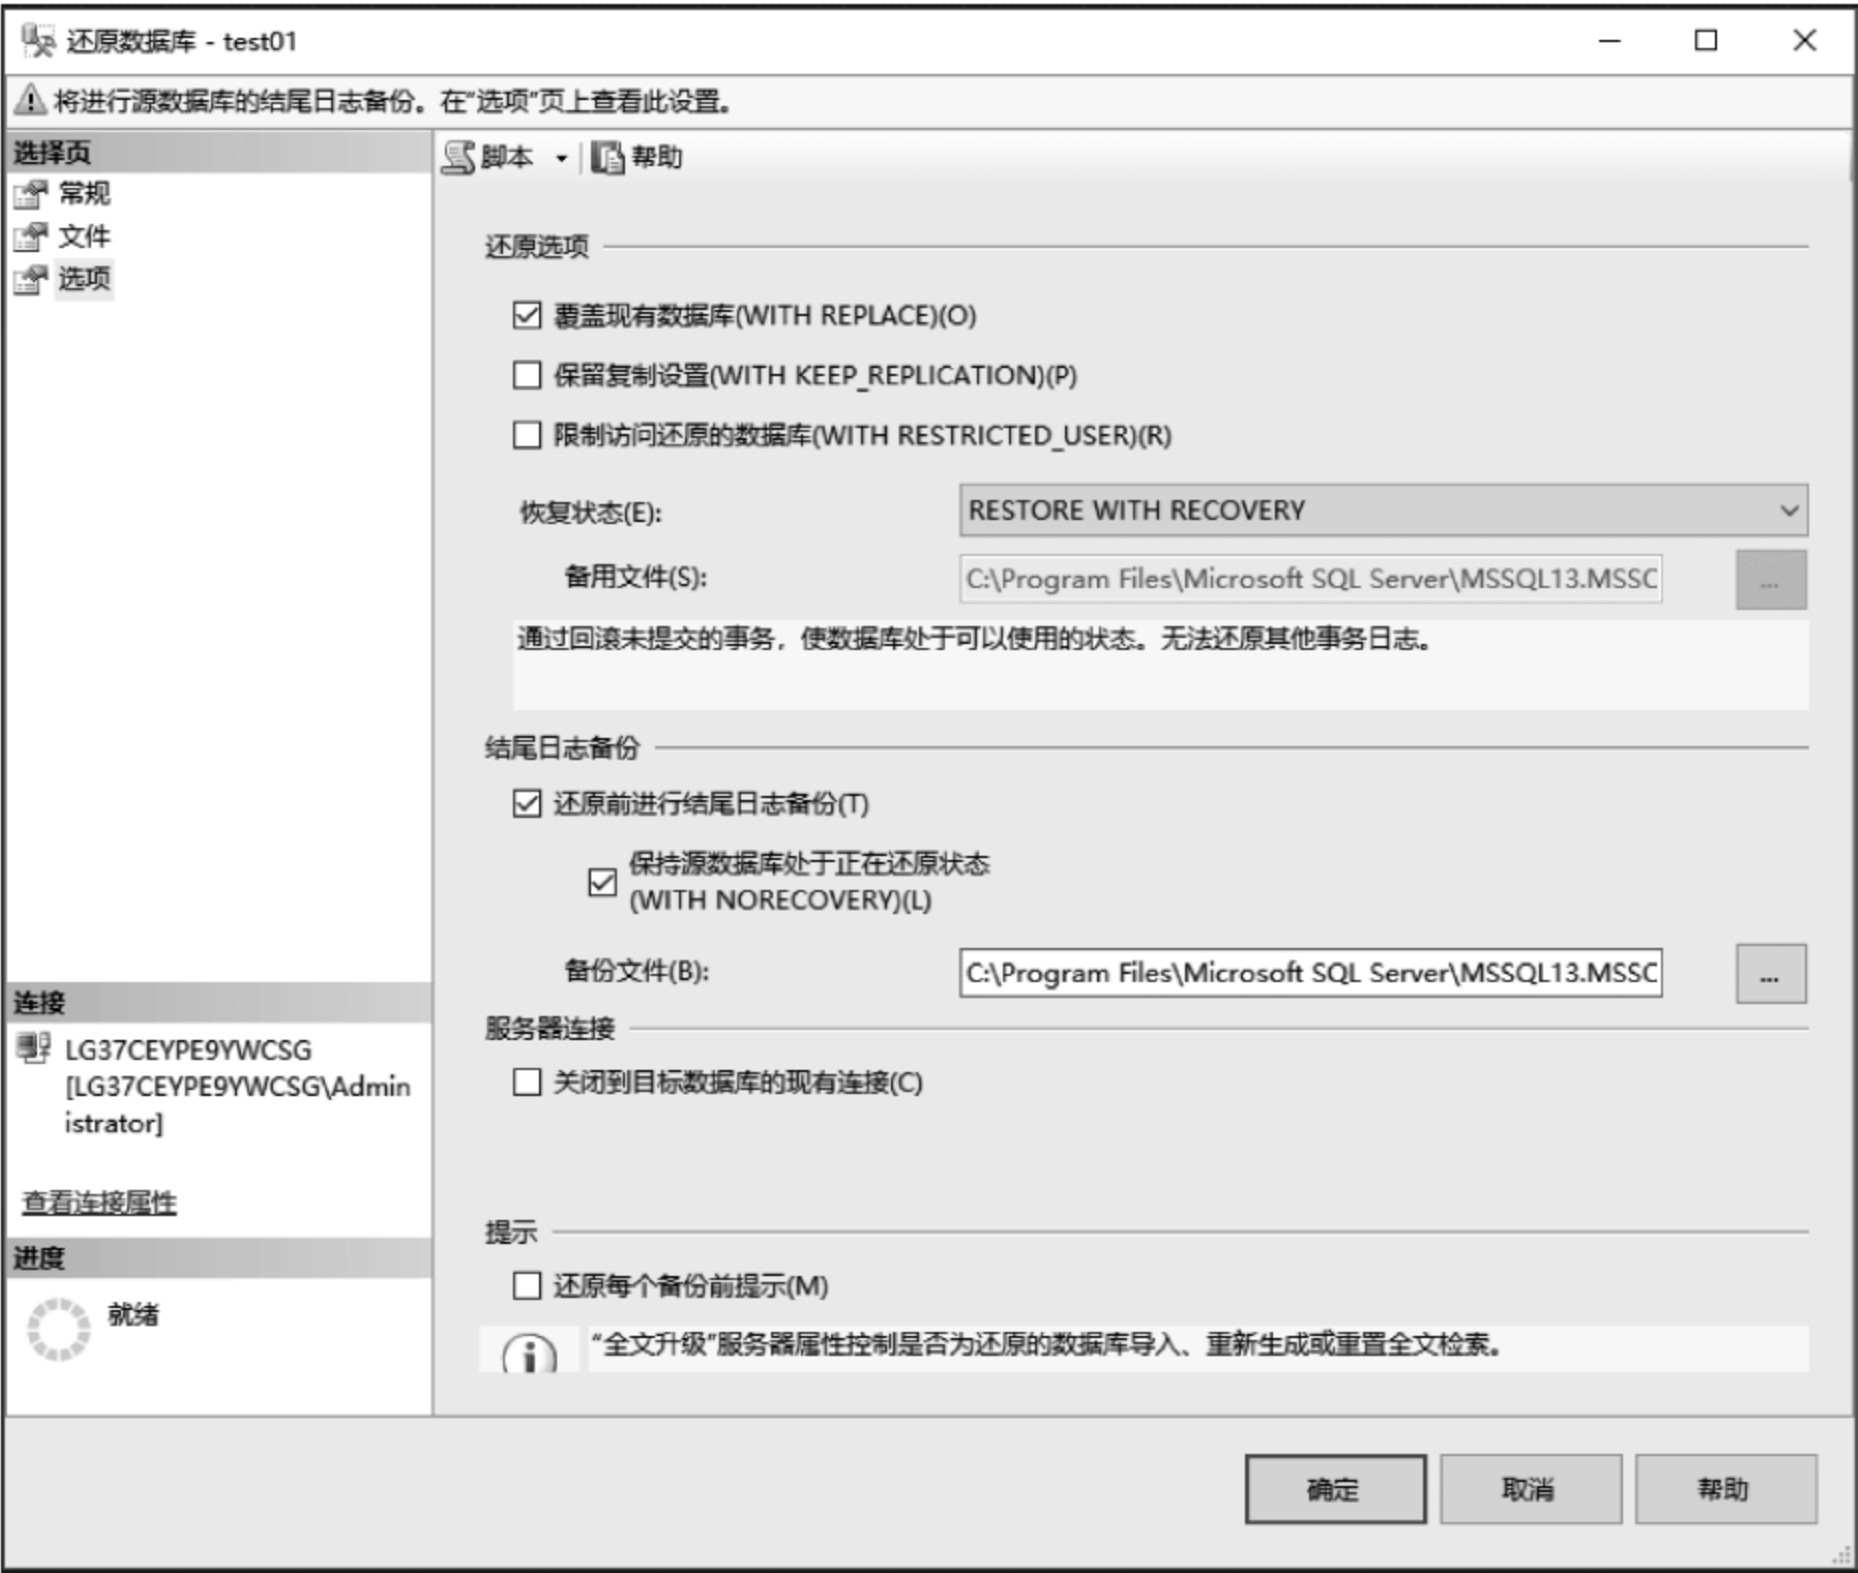 还原数据库 - test01
将进行源数据库的结尾日志备份。在“选项”页上查看此设置。
选择页
常规
文件
选项
脚本
帮助
还原选项
覆盖现有数据库(WITH REPLACE)(O)
保留复制设置(WITH KEEP_REPLICATION)(P)
限制访问还原的数据库(WITH RESTRICTED_USER)(R)
恢复状态(E): RESTORE WITH RECOVERY
备用文件(S): C:\Program Files\Microsoft SQL Server\MSSQL13.MSSC ...
通过回滚未提交的事务，使数据库处于可以使用的状态。无法还原其他事务日志。
结尾日志备份
还原前进行结尾日志备份(T)
保持源数据库处于正在还原状态
(WITH NORECOVERY)(L)
备份文件(B): C:\Program Files\Microsoft SQL Server\MSSQL13.MSSC ...
服务器连接
关闭到目标数据库的现有连接(C)
提示
还原每个备份前提示(M)
“全文升级”服务器属性控制是否为还原的数据库导入、重新生成或重置全文检索。
连接
LG37CEYPE9YWCSG
[LG37CEYPE9YWCSG\Admin
istrator]
查看连接属性
进度
就绪
确定
取消
帮助